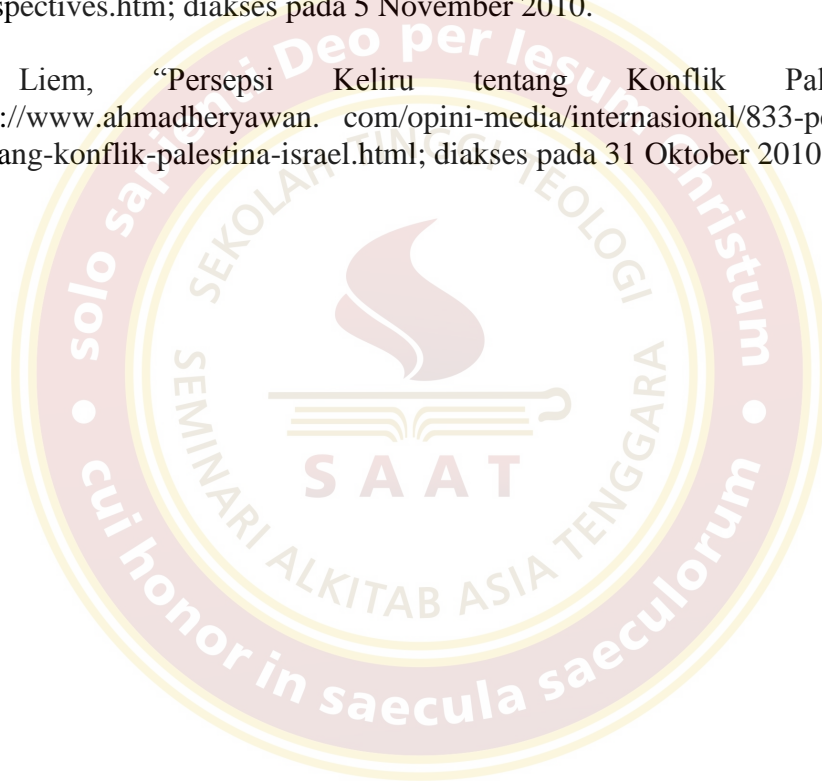 spectives.htm; diakses pada 5 November 2010.
Liem, “Persepsi Keliru tentang Konflik Pal
://www.ahmadheryawan. com/opini-media/internasional/833-pe
ang-konflik-palestina-israel.html; diakses pada 31 Oktober 2010
solo sapienti Deo per Iesum Christum
SEKOLAH TINGGI TEOLOGI
SEMINARI ALKITAB ASIA TENGGARA
SAAT
cui honor in saecula saeculorum